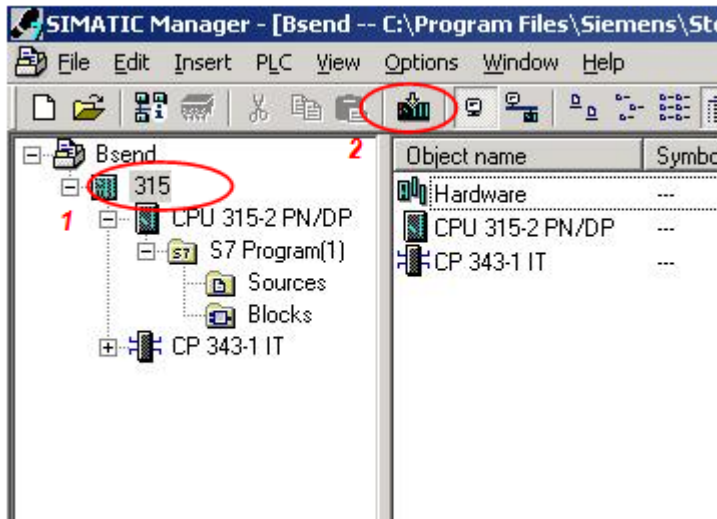 SIMATIC Manager - [Bsend -- C:\Program Files\Siemens\Ste
File Edit Insert PLC View Options Window Help
2
Bsend
315
1
CPU 315-2 PN/DP
S7 Program(1)
Sources
Blocks
CP 343-1 IT
Object name Symbo
Hardware ---
CPU 315-2 PN/DP ---
CP 343-1 IT ---